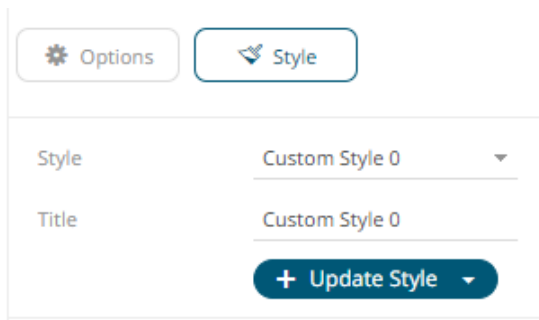 Options Style
Style Custom Style 0
Title Custom Style 0
+ Update Style